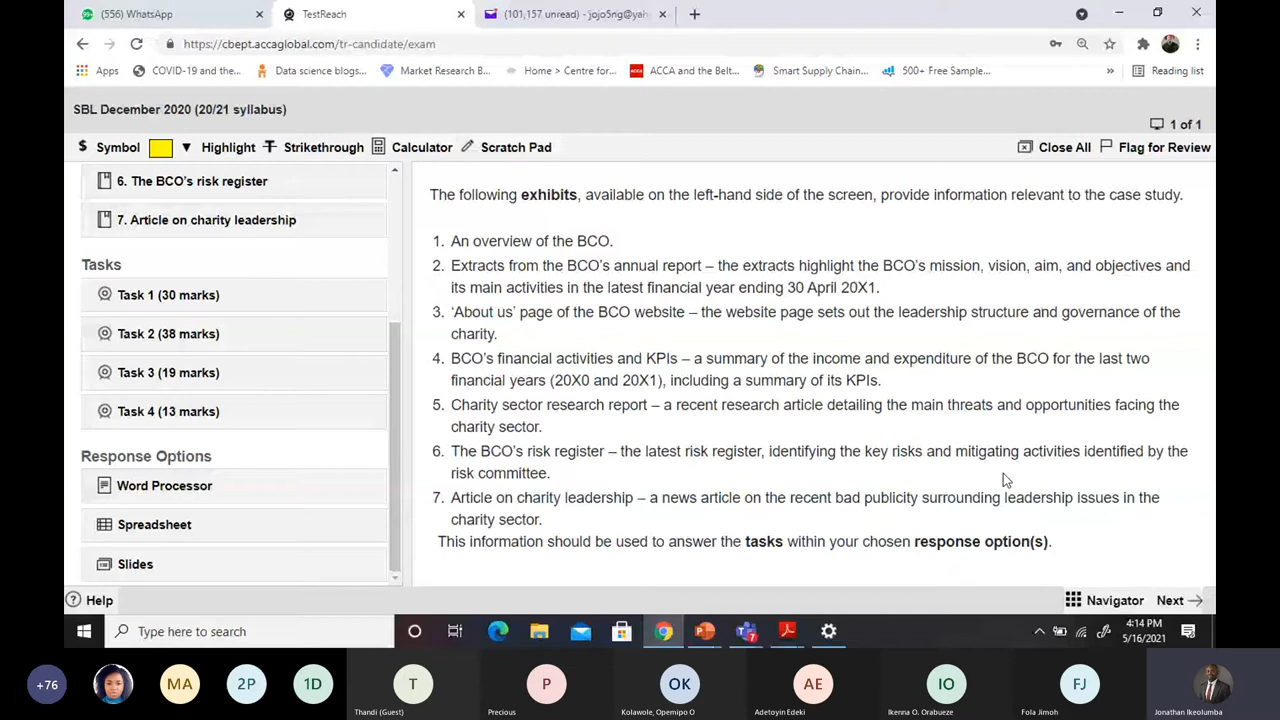 (556) WhatsApp
TestReach
(101,157 unread) - 'jojo5rig@yah
https://cbept.accaglobal.com/tr-candidate/exam
Apps
COVID-19 and the...
Data science blogs...
Market Research B...
Home > Centre for...
ACCA and the Belt...
Smart Supply Chain...
500+ Free Sample...
»
Reading list
SBL December 2020 (20/21 syllabus)
1 of 1
$ Symbol
Highlight
Strikethrough
Calculator
Scratch Pad
Close All
Flag for Review
6. The BCO's risk register
7. Article on charity leadership
Tasks
Task 1 (30 marks)
Task 2 (38 marks)
Task 3 (19 marks)
Task 4 (13 marks)
Response Options
Word Processor
Spreadsheet
Slides
The following exhibits, available on the left-hand side of the screen, provide information relevant to the case study.
1. An overview of the BCO.
2. Extracts from the BCO's annual report – the extracts highlight the BCO's mission, vision, aim, and objectives and
its main activities in the latest financial year ending 30 April 20X1.
3. 'About us' page of the BCO website – the website page sets out the leadership structure and governance of the
charity.
4. BCO's financial activities and KPIs – a summary of the income and expenditure of the BCO for the last two
financial years (20X0 and 20X1), including a summary of its KPIs.
5. Charity sector research report – a recent research article detailing the main threats and opportunities facing the
charity sector.
6. The BCO's risk register – the latest risk register, identifying the key risks and mitigating activities identified by the
risk committee.
7. Article on charity leadership – a news article on the recent bad publicity surrounding leadership issues in the
charity sector.
This information should be used to answer the tasks within your chosen response option(s).
Help
Navigator
Next
Type here to search
4:14 PM
5/16/2021
+76
MA
2P
1D
T
Thandi (Guest)
P
Precious
OK
Kolawole, Opemipo O
AE
Adetoyin Edeki
IO
Ikenna O. Orabueze
FJ
Fola Jimoh
Jonathan Ikeolumba